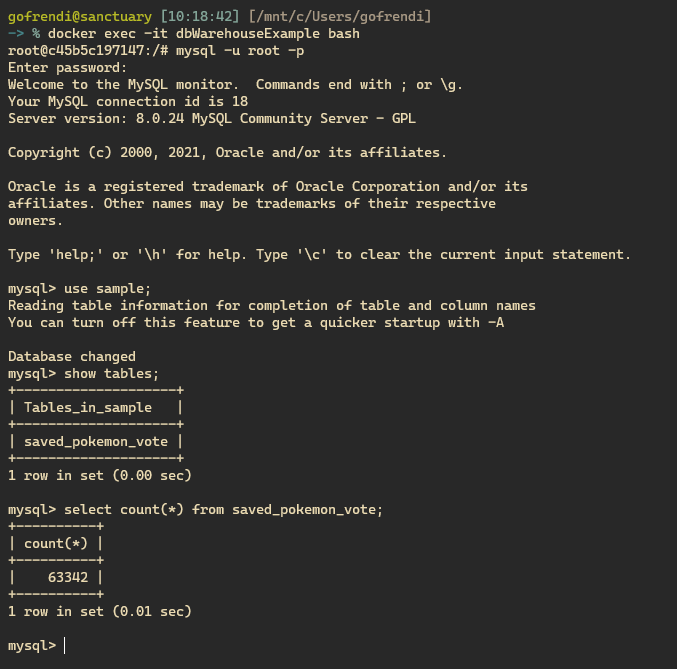 gofrendi@sanctuary [10:18:42] [/mnt/c/Users/gofrendi]
-> % docker exec -it dbWarehouseExample bash
root@c45b5c197147:/# mysql -u root -p
Enter password:
Welcome to the MySQL monitor.  Commands end with ; or \g.
Your MySQL connection id is 18
Server version: 8.0.24 MySQL Community Server - GPL

Copyright (c) 2000, 2021, Oracle and/or its affiliates.

Oracle is a registered trademark of Oracle Corporation and/or its
affiliates. Other names may be trademarks of their respective
owners.

Type 'help;' or '\h' for help. Type '\c' to clear the current input statement.

mysql> use sample;
Reading table information for completion of table and column names
You can turn off this feature to get a quicker startup with -A

Database changed
mysql> show tables;
+--------------------+
| Tables_in_sample   |
+--------------------+
| saved_pokemon_vote |
+--------------------+
1 row in set (0.00 sec)

mysql> select count(*) from saved_pokemon_vote;
+----------+
| count(*) |
+----------+
|    63342 |
+----------+
1 row in set (0.01 sec)

mysql>